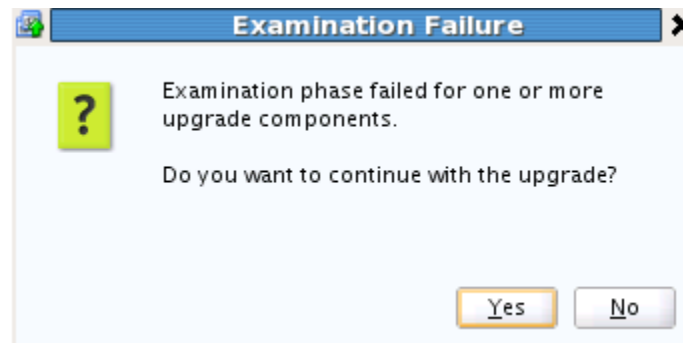 Examination Failure
?
Examination phase failed for one or more
upgrade components.
Do you want to continue with the upgrade?
Yes
No